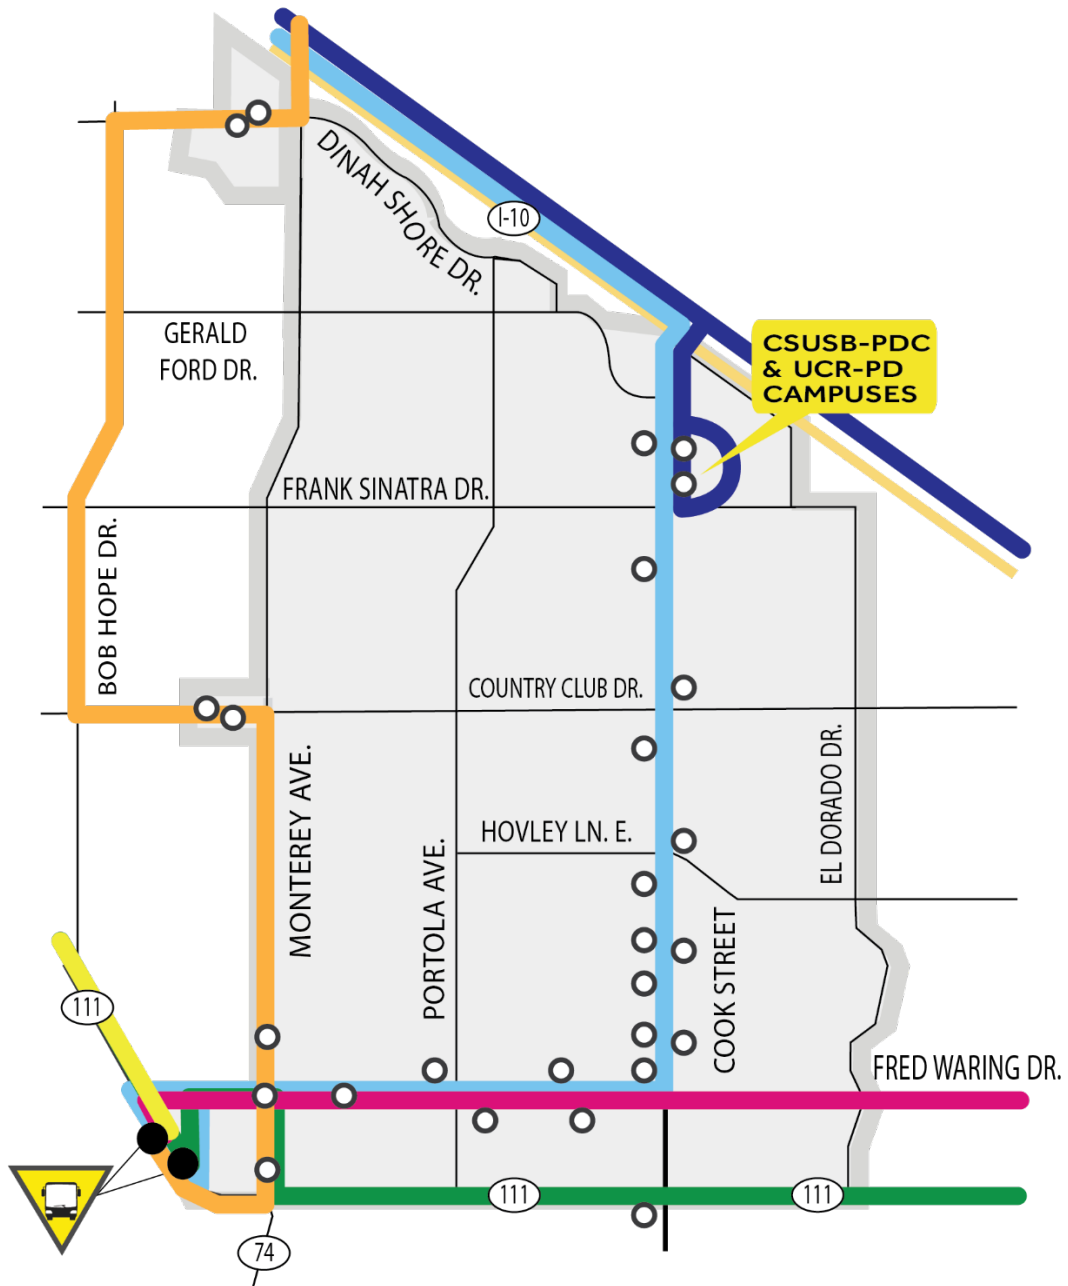 DINAH SHORE DR.
I-10
GERALD
FORD DR.
CSUSB-PDC
& UCR-PD
CAMPUSES
FRANK SINATRA DR.
BOB HOPE DR.
COUNTRY CLUB DR.
MONTEREY AVE.
EL DORADO DR.
HOVLEY LN. E.
PORTOLA AVE.
COOK STREET
111
FRED WARING DR.
111
111
74